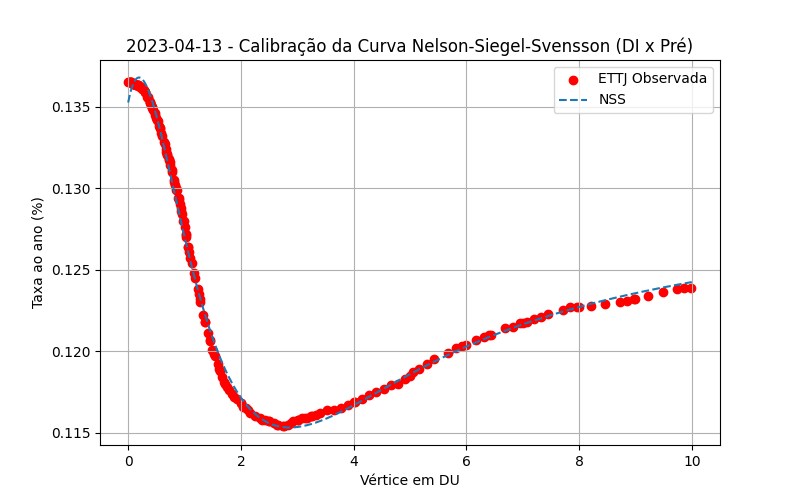 2023-04-13 - Calibração da Curva Nelson-Siegel-Svensson (DI x Pré)
ETTJ Observada
NSS
Taxa ao ano (%)
0.135
0.130
0.125
0.120
0.115
0 2 4 6 8 10
Vértice em DU